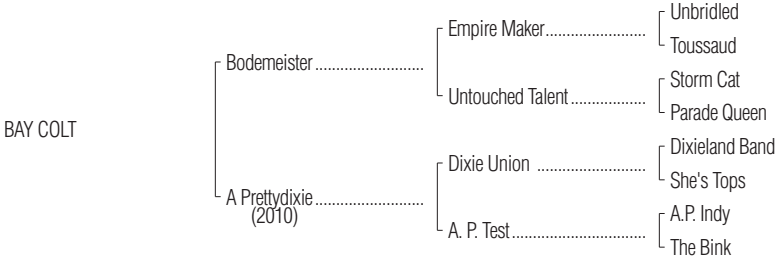 Unbridled
Empire Maker..........................
Toussaud
Bodemeister ...........................
Storm Cat
Untouched Talent...................
Parade Queen
BAY COLT
Dixieland Band
Dixie Union ...........................
She's Tops
A Prettydixie ...........................
(2010)
A.P. Indy
A. P. Test.................................
The Bink